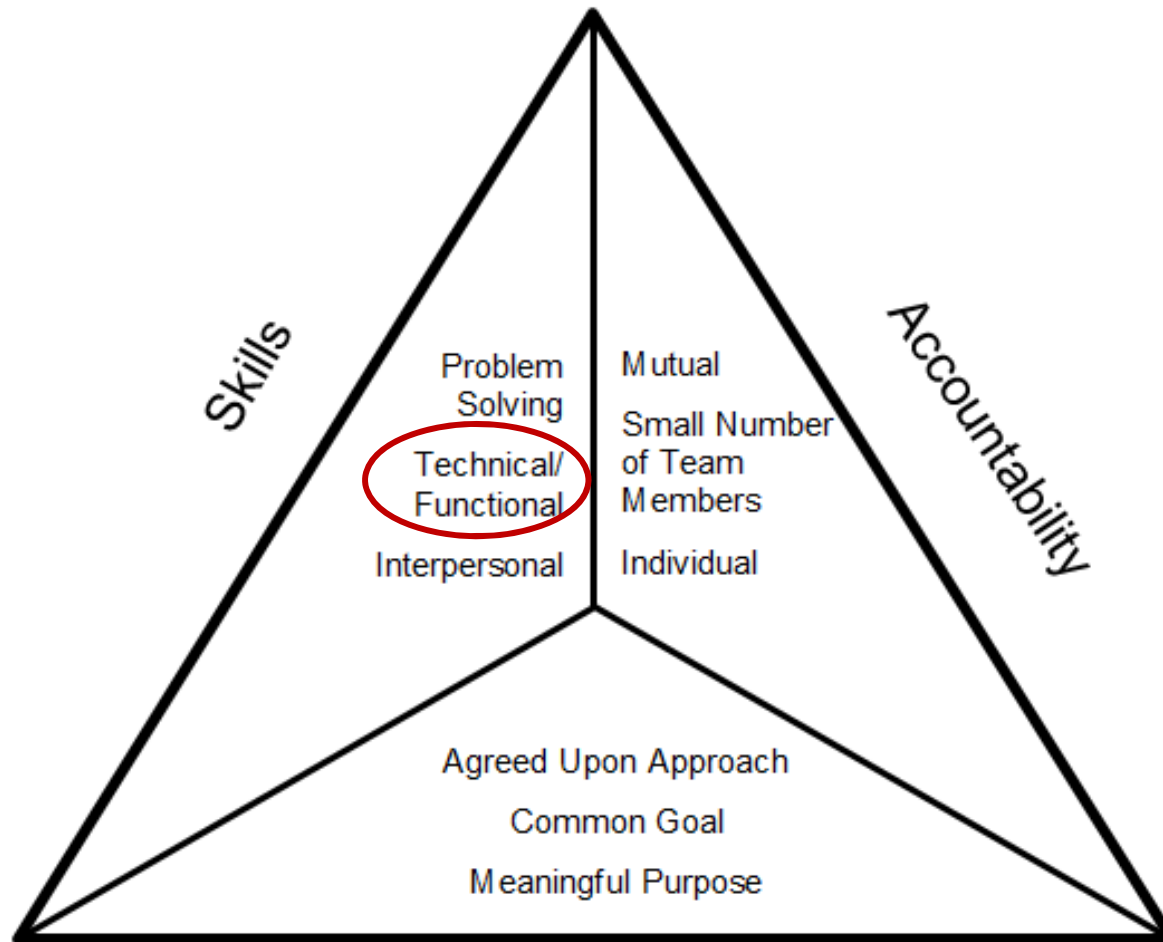 Skills
Accountability
Problem
Solving
Technical/
Functional
Interpersonal
Mutual
Small Number
of Team
Members
Individual
Agreed Upon Approach
Common Goal
Meaningful Purpose